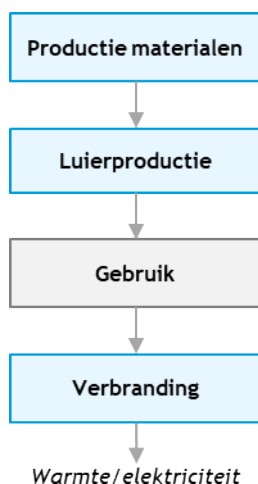 Productie materialen
Luierproductie
Gebruik
Verbranding
Warmte/elektriciteit